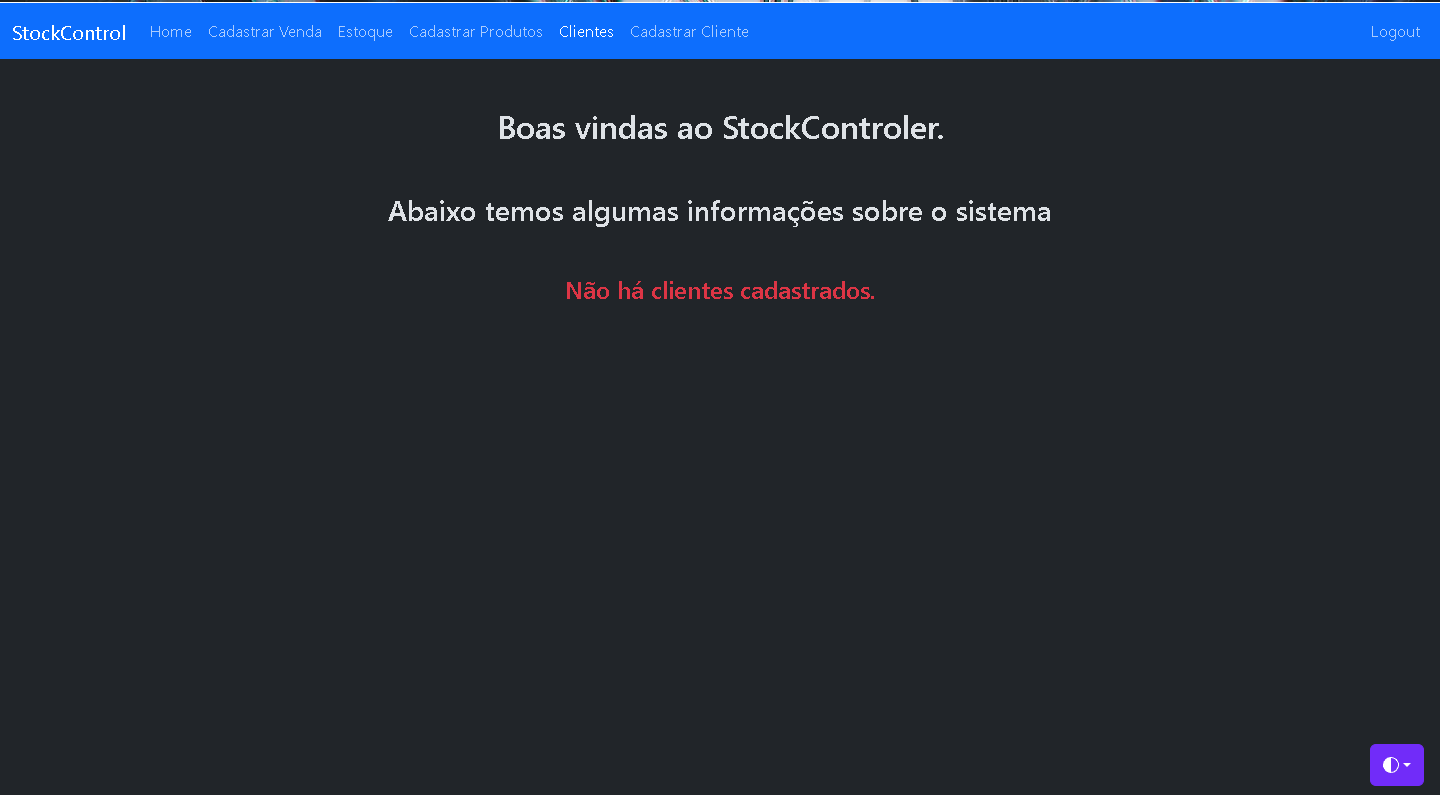 StockControl Home Cadastrar Venda Estoque Cadastrar Produtos Clientes Cadastrar Cliente Logout
Boas vindas ao StockControler.
Abaixo temos algumas informações sobre o sistema
Não há clientes cadastrados.